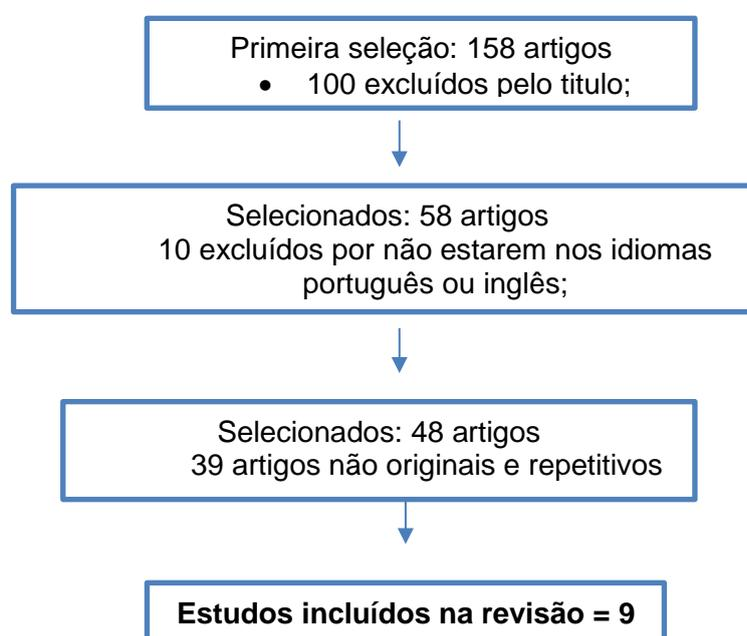 Primeira seleção: 158 artigos
• 100 excluídos pelo titulo;
Selecionados: 58 artigos
10 excluídos por não estarem nos idiomas
português ou inglês;
Selecionados: 48 artigos
39 artigos não originais e repetitivos
Estudos incluídos na revisão = 9